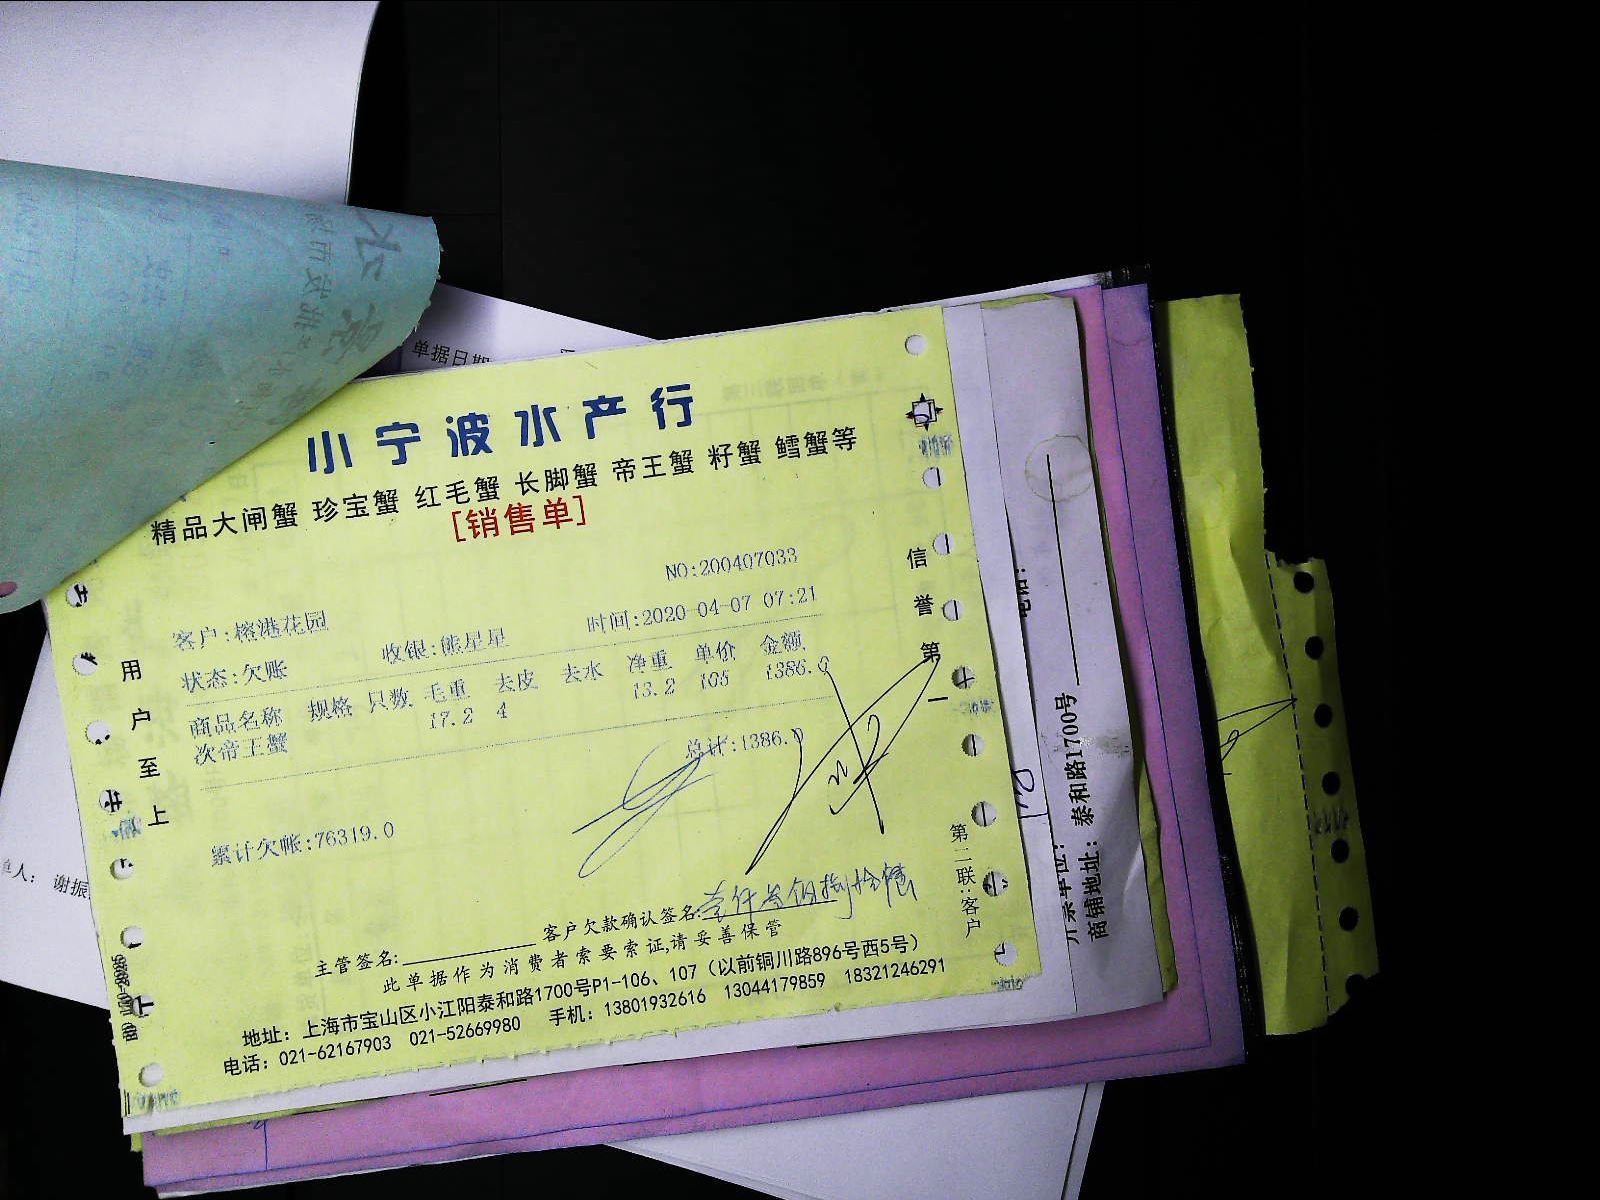 单据日期
小宁波水产行
精品大闸蟹 珍宝蟹 红毛蟹 长脚蟹 帝王蟹 籽蟹 鳕蟹等
[销售单]
NO:200407033
客户:榕港花园
时间:2020-04-07 07:21
状态:欠账 收银:熊星星
商品名称 规格 只数 毛重 去皮 去水 净重 单价 金额
次帝王蟹 17.2 4 13.2 105 1386.0
总计:1386.0
累计欠帐:76319.0
主管签名: 客户欠款确认签名:
此单据作为消费者索要索证,请妥善保管
地址: 上海市宝山区小江阳泰和路1700号P1-106、107 (以前铜川路896号西5号)
电话: 021-62167903 021-52669980 手机: 13801932616 13044179859 18321246291
用户至上
信誉第一
第二联:客户
电话:
商铺地址: 泰和路1700号
单人: 谢振